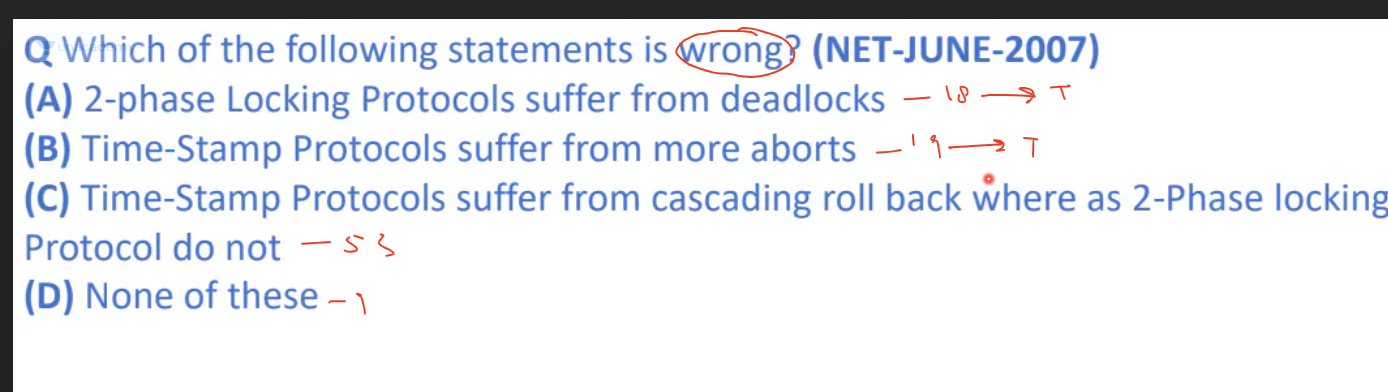 Q Which of the following statements is wrong? (NET-JUNE-2007)
(A) 2-phase Locking Protocols suffer from deadlocks – 18 → T
(B) Time-Stamp Protocols suffer from more aborts – 19 → T
(C) Time-Stamp Protocols suffer from cascading roll back where as 2-Phase locking
Protocol do not – 53
(D) None of these – 1